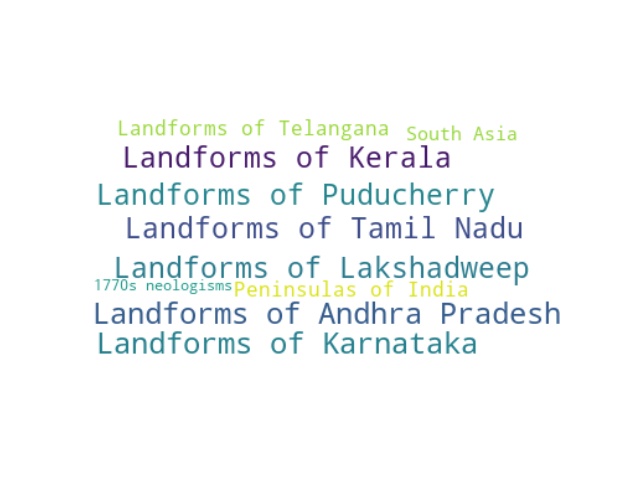 Landforms of Telangana
South Asia
Landforms of Kerala
Landforms of Puducherry
Landforms of Tamil Nadu
Landforms of Lakshadweep
1770s neologisms
Peninsulas of India
Landforms of Andhra Pradesh
Landforms of Karnataka